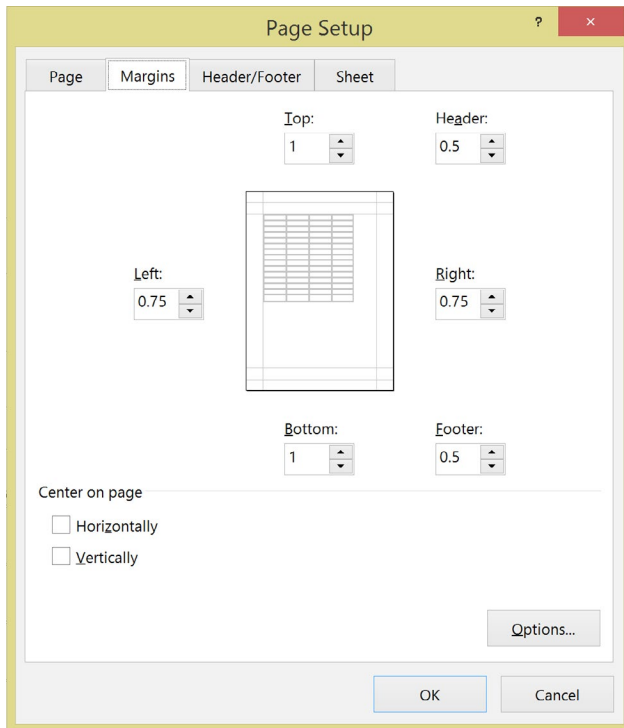 Page Setup
? ×
Page Margins Header/Footer Sheet
Top: Header:
1 0.5
Left: Right:
0.75 0.75
Bottom: Footer:
1 0.5
Center on page
Horizontally
Vertically
Options...
OK Cancel